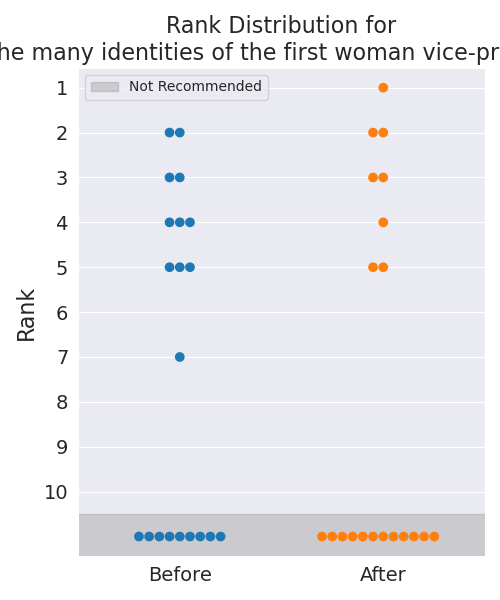 Rank Distribution for
he many identities of the first woman vice-pr
Not Recommended
1
2
3
4
5
6
7
8
9
10
Rank
Before
After